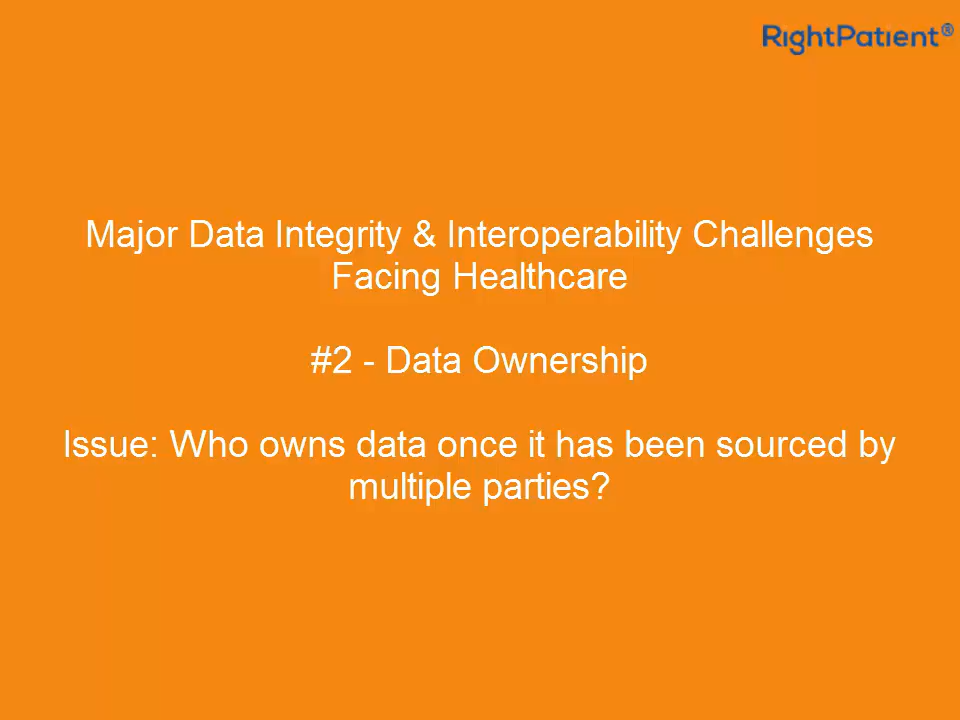 RightPatient®
Major Data Integrity & Interoperability Challenges
Facing Healthcare
#2 - Data Ownership
Issue: Who owns data once it has been sourced by
multiple parties?